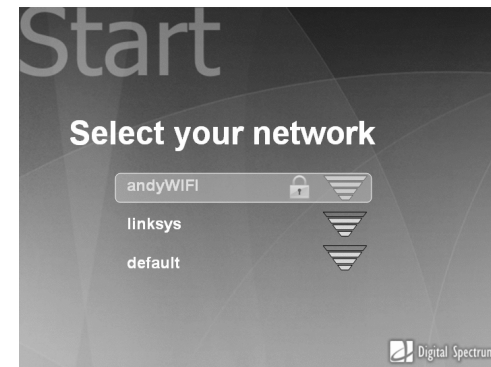 Start
Select your network
andyWIFI
linksys
default
Digital Spectrum